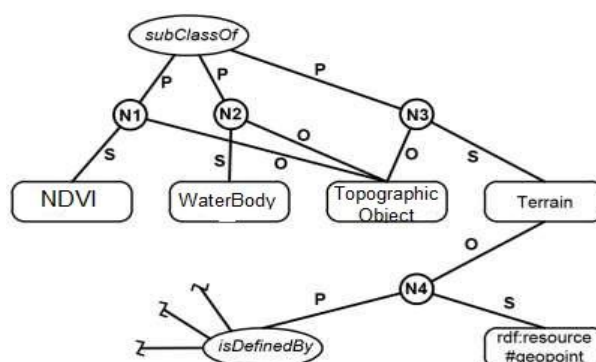 subClassOf
P
P
P
N1
N2
N3
S
S
O
O
O
S
NDVI
WaterBody
Topographic
Object
Terrain
O
N4
P
S
isDefinedBy
rdf:resource
#geopoint